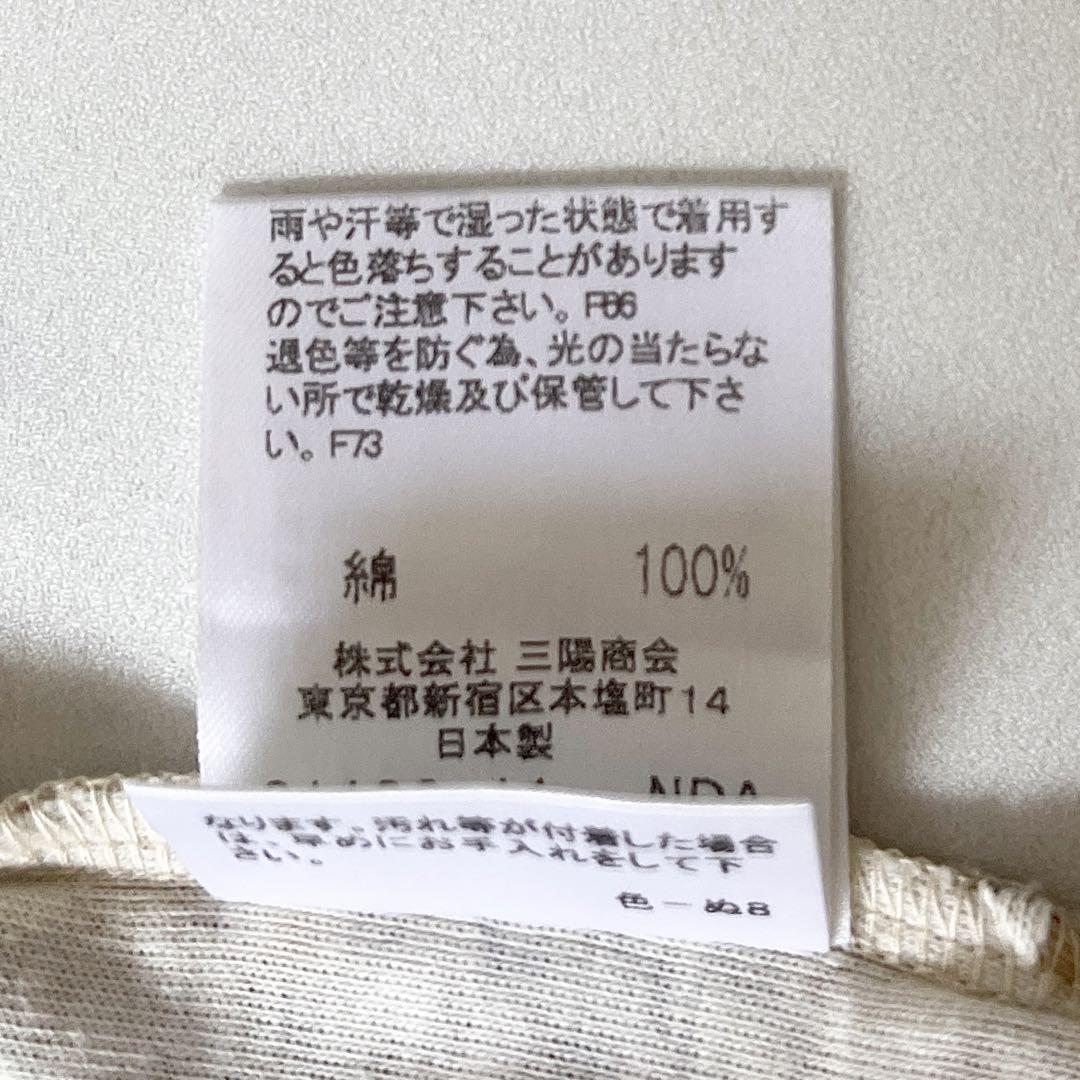 雨や汗等で湿った状態で着用す
ると色落ちすることがあります
のでご注意下さい。F86
退色等を防ぐ為、光の当たらな
い所で乾燥及び保管して下さ
い。F73
綿 100%
株式会社 三陽商会
東京都新宿区本塩町14
日本製
NDA
なります。汚れ等が付着した場合
は、早めにお手入れをして下
さい。
色－ぬ8